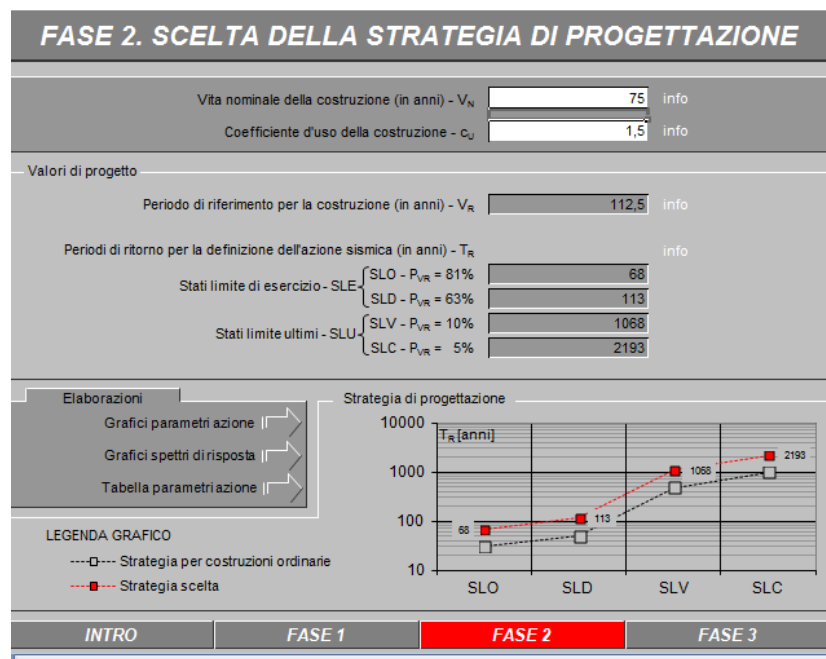 FASE 2. SCELTA DELLA STRATEGIA DI PROGETTAZIONE
Vita nominale della costruzione (in anni) - VN 75 info
Coefficiente d'uso della costruzione - cU 1,5 info
Valori di progetto
Periodo di riferimento per la costruzione (in anni) - VR 112,5 info
Periodi di ritorno per la definizione dell'azione sismica (in anni) - TR info
Stati limite di esercizio - SLE
SLO - PVR = 81% 68
SLD - PVR = 63% 113
Stati limite ultimi - SLU
SLV - PVR = 10% 1068
SLC - PVR = 5% 2193
Elaborazioni
Grafici parametri azione
Grafici spettri di risposta
Tabella parametri azione
Strategia di progettazione
TR [anni]
10000
1000
100
10
68
113
1068
2193
SLO SLD SLV SLC
LEGENDA GRAFICO
Strategia per costruzioni ordinarie
Strategia scelta
INTRO FASE 1 FASE 2 FASE 3